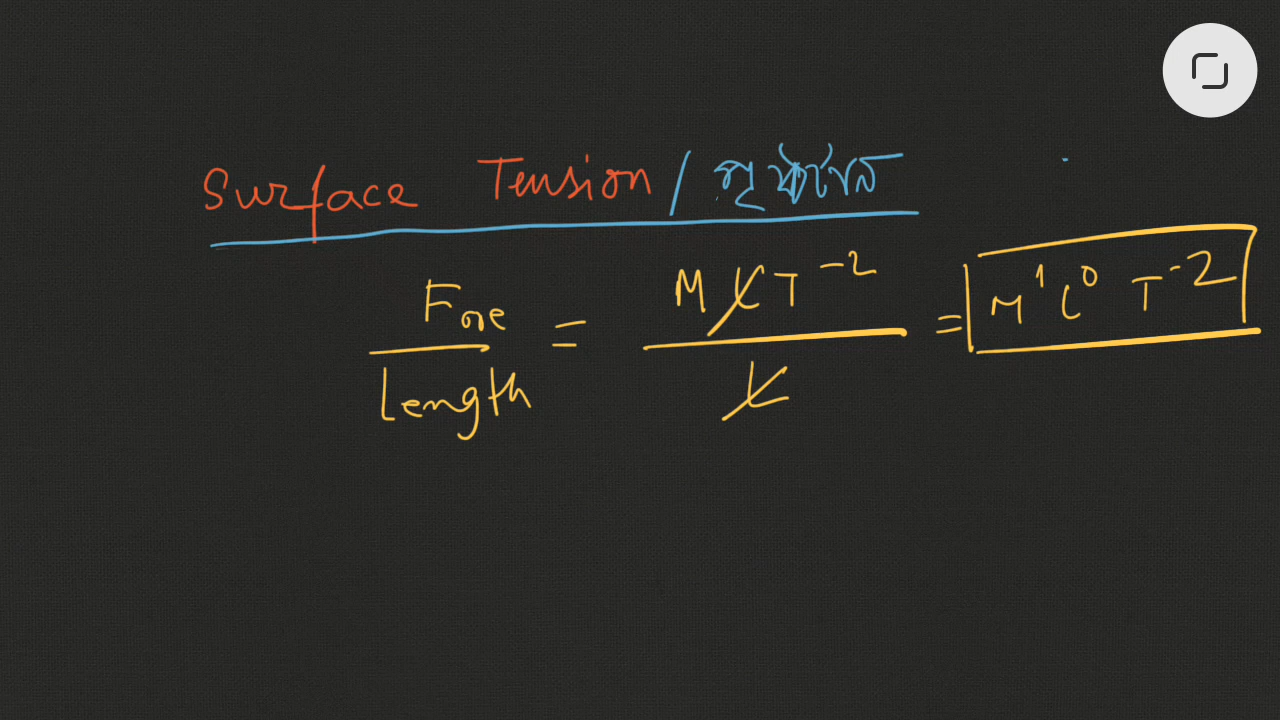 Surface Tension /
Fore / Length = M L T⁻² / L = M¹ L⁰ T⁻²